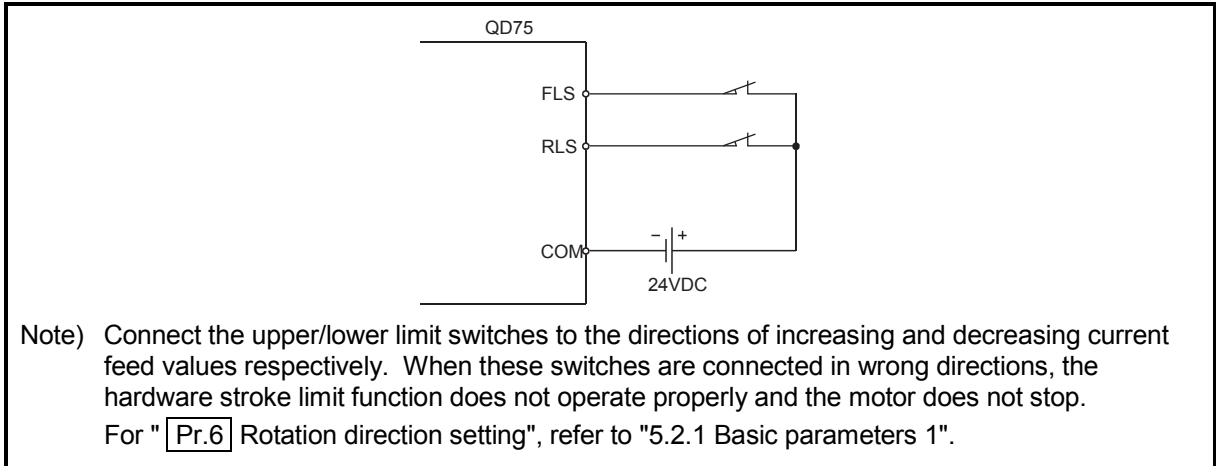 QD75
FLS
RLS
COM
− +
24VDC
Note) Connect the upper/lower limit switches to the directions of increasing and decreasing current
feed values respectively. When these switches are connected in wrong directions, the
hardware stroke limit function does not operate properly and the motor does not stop.
For " Pr.6 Rotation direction setting", refer to "5.2.1 Basic parameters 1".